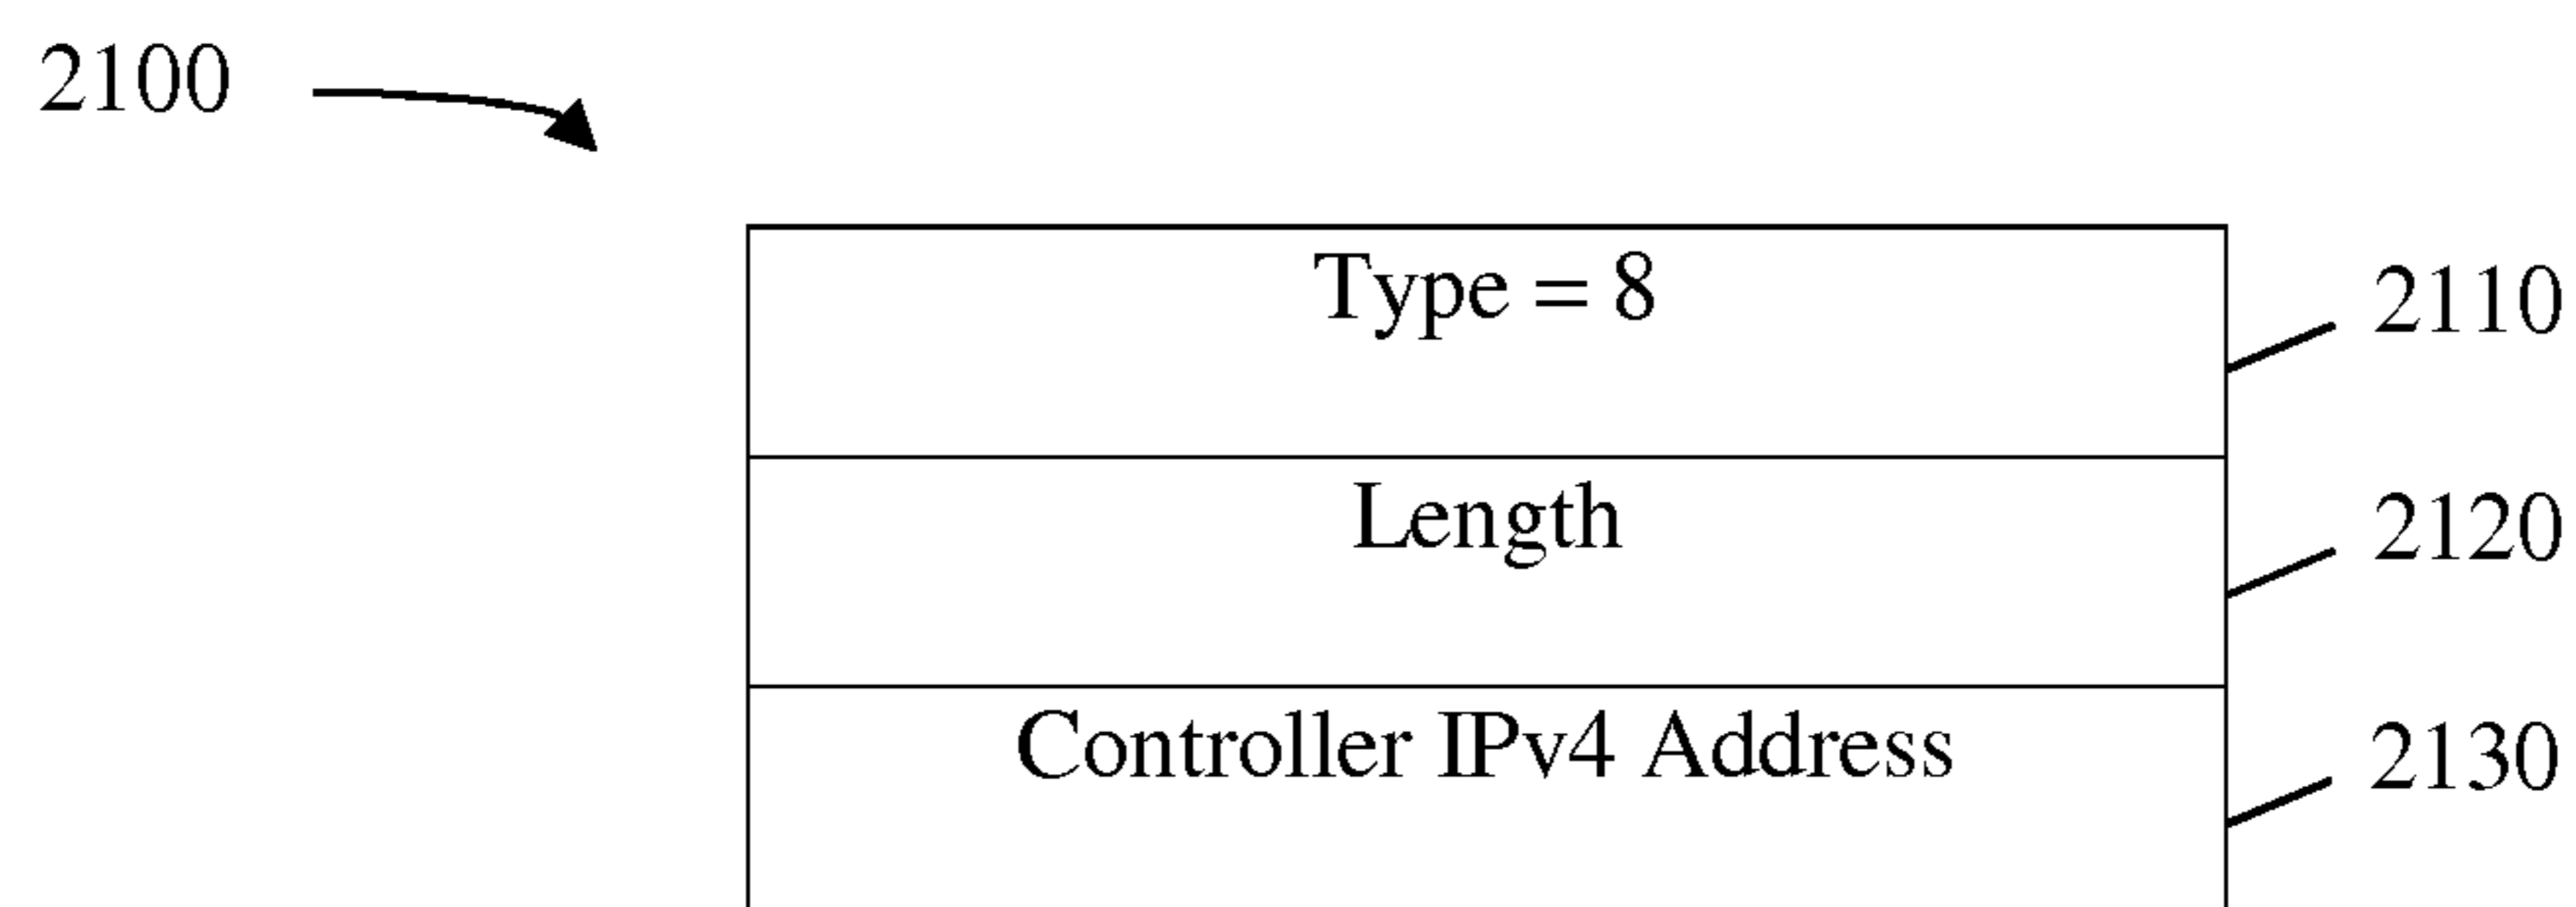 2100
Type = 8
2110
Length
2120
Controller IPv4 Address
2130